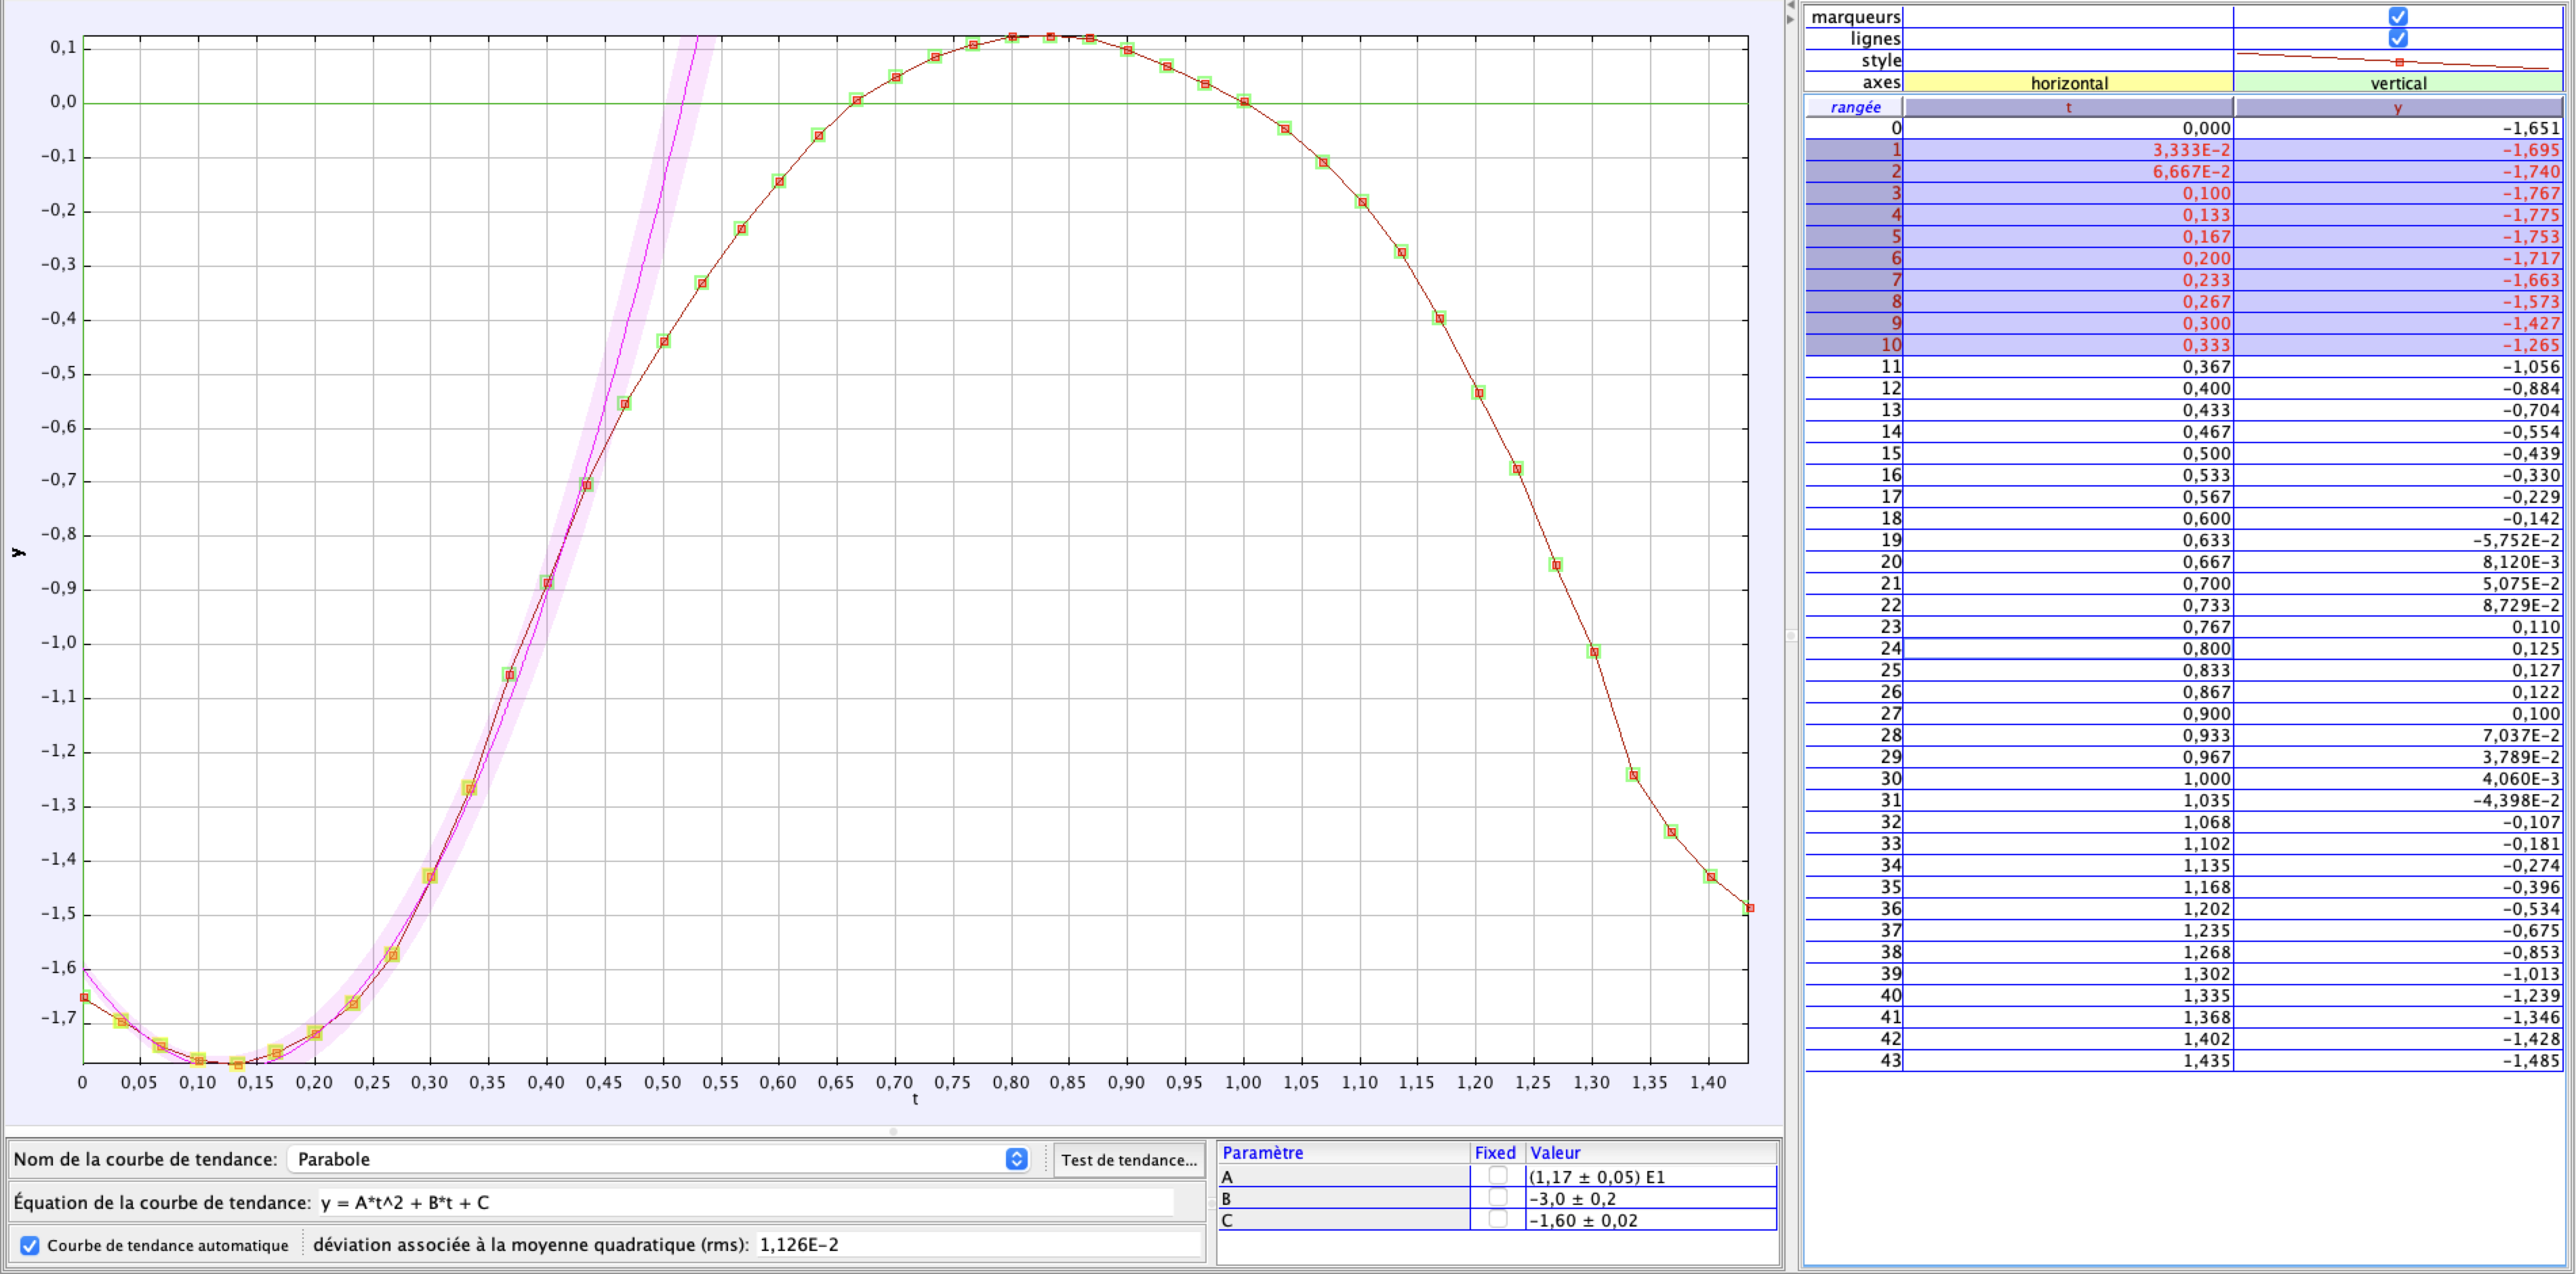 0,1
0,0
−0,1
−0,2
−0,3
−0,4
−0,5
−0,6
−0,7
−0,8
−0,9
−1,0
−1,1
−1,2
−1,3
−1,4
−1,5
−1,6
−1,7
y
0 0,05 0,10 0,15 0,20 0,25 0,30 0,35 0,40 0,45 0,50 0,55 0,60 0,65 0,70 0,75 0,80 0,85 0,90 0,95 1,00 1,05 1,10 1,15 1,20 1,25 1,30 1,35 1,40
t
Nom de la courbe de tendance: Parabole Test de tendance...
Équation de la courbe de tendance: y = A*t^2 + B*t + C
Courbe de tendance automatique déviation associée à la moyenne quadratique (rms): 1,126E−2
Paramètre Fixed Valeur
A (1,17 ± 0,05) E1
B −3,0 ± 0,2
C −1,60 ± 0,02
marqueurs
lignes
style
axes horizontal vertical
rangée t y
0 0,000 −1,651
1 3,333E−2 −1,695
2 6,667E−2 −1,740
3 0,100 −1,767
4 0,133 −1,775
5 0,167 −1,753
6 0,200 −1,717
7 0,233 −1,663
8 0,267 −1,573
9 0,300 −1,427
10 0,333 −1,265
11 0,367 −1,056
12 0,400 −0,884
13 0,433 −0,704
14 0,467 −0,554
15 0,500 −0,439
16 0,533 −0,330
17 0,567 −0,229
18 0,600 −0,142
19 0,633 −5,752E−2
20 0,667 8,120E−3
21 0,700 5,075E−2
22 0,733 8,729E−2
23 0,767 0,110
24 0,800 0,125
25 0,833 0,127
26 0,867 0,122
27 0,900 0,100
28 0,933 7,037E−2
29 0,967 3,789E−2
30 1,000 4,060E−3
31 1,035 −4,398E−2
32 1,068 −0,107
33 1,102 −0,181
34 1,135 −0,274
35 1,168 −0,396
36 1,202 −0,534
37 1,235 −0,675
38 1,268 −0,853
39 1,302 −1,013
40 1,335 −1,239
41 1,368 −1,346
42 1,402 −1,428
43 1,435 −1,485